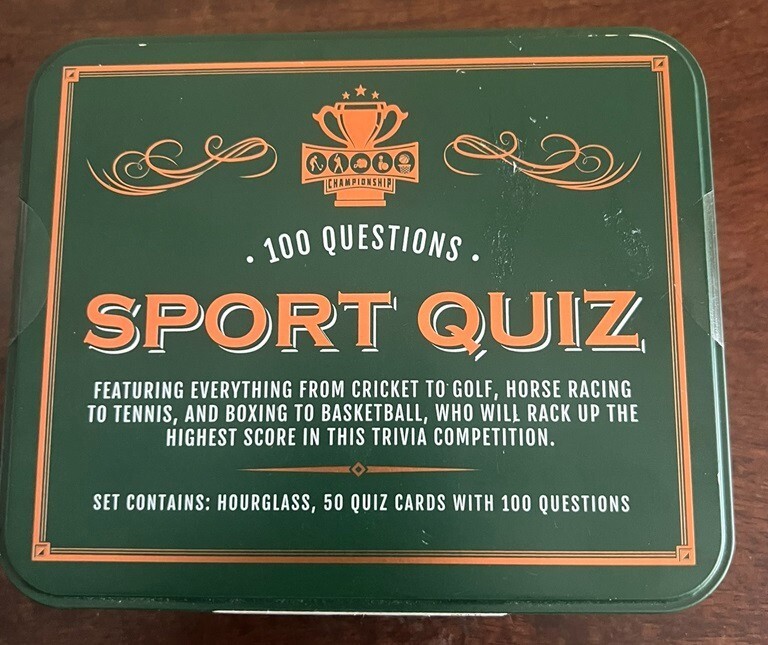 CHAMPIONSHIP
· 100 QUESTIONS ·
SPORT QUIZ
FEATURING EVERYTHING FROM CRICKET TO GOLF, HORSE RACING
TO TENNIS, AND BOXING TO BASKETBALL, WHO WILL RACK UP THE
HIGHEST SCORE IN THIS TRIVIA COMPETITION.
SET CONTAINS: HOURGLASS, 50 QUIZ CARDS WITH 100 QUESTIONS